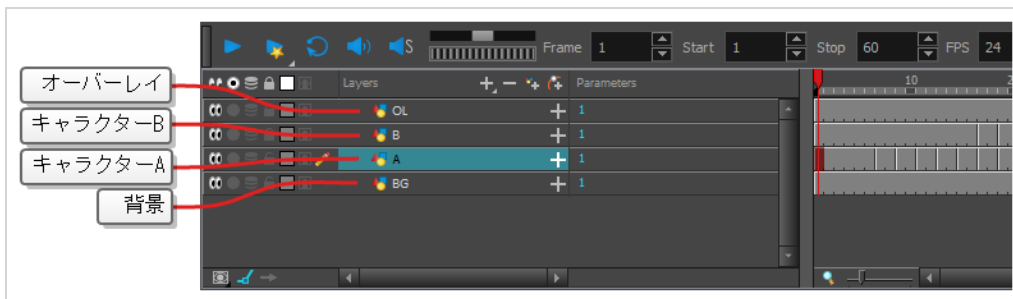 S Frame 1 Start 1 Stop 60 FPS 24
Layers Parameters 10 2
オーバーレイ OL 1
キャラクターB B 1
キャラクターA A 1
背景 BG 1